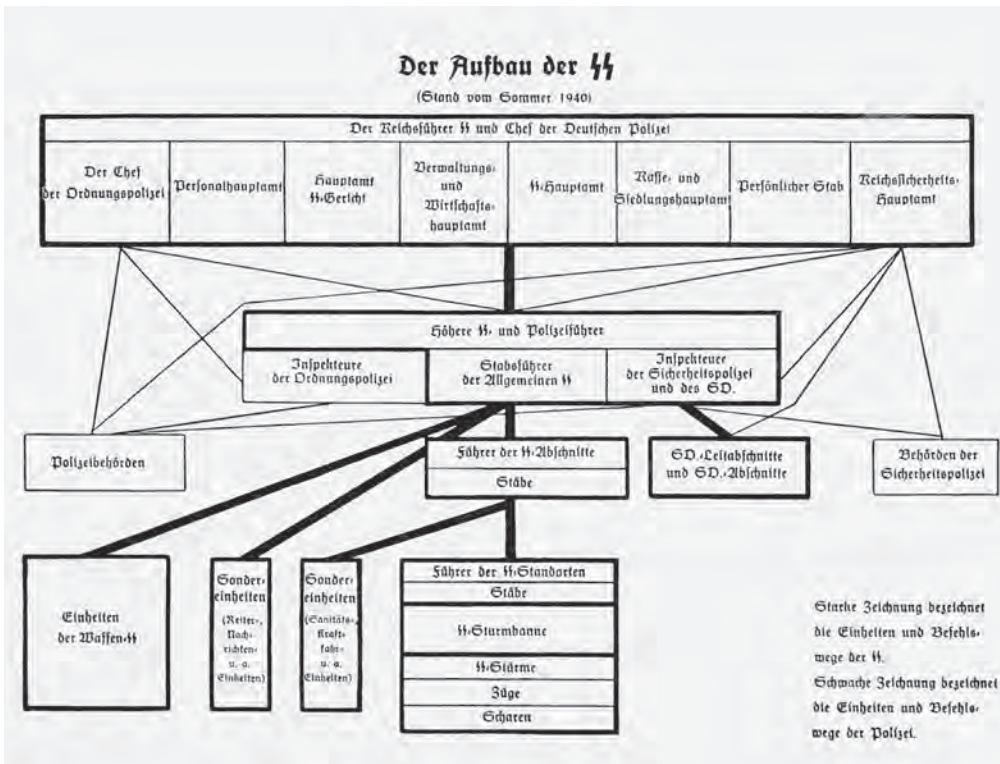 Der Aufbau der ᛋᛋ
(Stand vom Sommer 1940)
Der Reichsführer ᛋᛋ und Chef der Deutschen Polizei
Der Chef
der Ordnungspolizei
Personalhauptamt
Hauptamt
ᛋᛋ-Gericht
Verwaltungs-
und
Wirtschafts-
hauptamt
ᛋᛋ-Hauptamt
Rasse- und
Siedlungshauptamt
Persönlicher Stab
Reichssicherheits-
Hauptamt
Höhere ᛋᛋ- und Polizeiführer
Inspekteure
der Ordnungspolizei
Stabsführer
der Allgemeinen ᛋᛋ
Inspekteure
der Sicherheitspolizei
und des SD.
Polizeibehörden
Führer der ᛋᛋ-Abschnitte
Stäbe
SD.-Leitabschnitte
und SD.-Abschnitte
Behörden der
Sicherheitspolizei
Einheiten
der Waffen-ᛋᛋ
Sonder-
einheiten
(Reiter-,
Nach-
richten-
u. a.
Einheiten)
Sonder-
einheiten
(Sanitäts-,
Kraft-
fahr-
u. a.
Einheiten)
Führer der ᛋᛋ-Standarten
Stäbe
ᛋᛋ-Sturmbanne
ᛋᛋ-Stürme
Züge
Scharen
Starke Zeichnung bezeichnet
die Einheiten und Befehls-
wege der ᛋᛋ.
Schwache Zeichnung bezeichnet
die Einheiten und Befehls-
wege der Polizei.